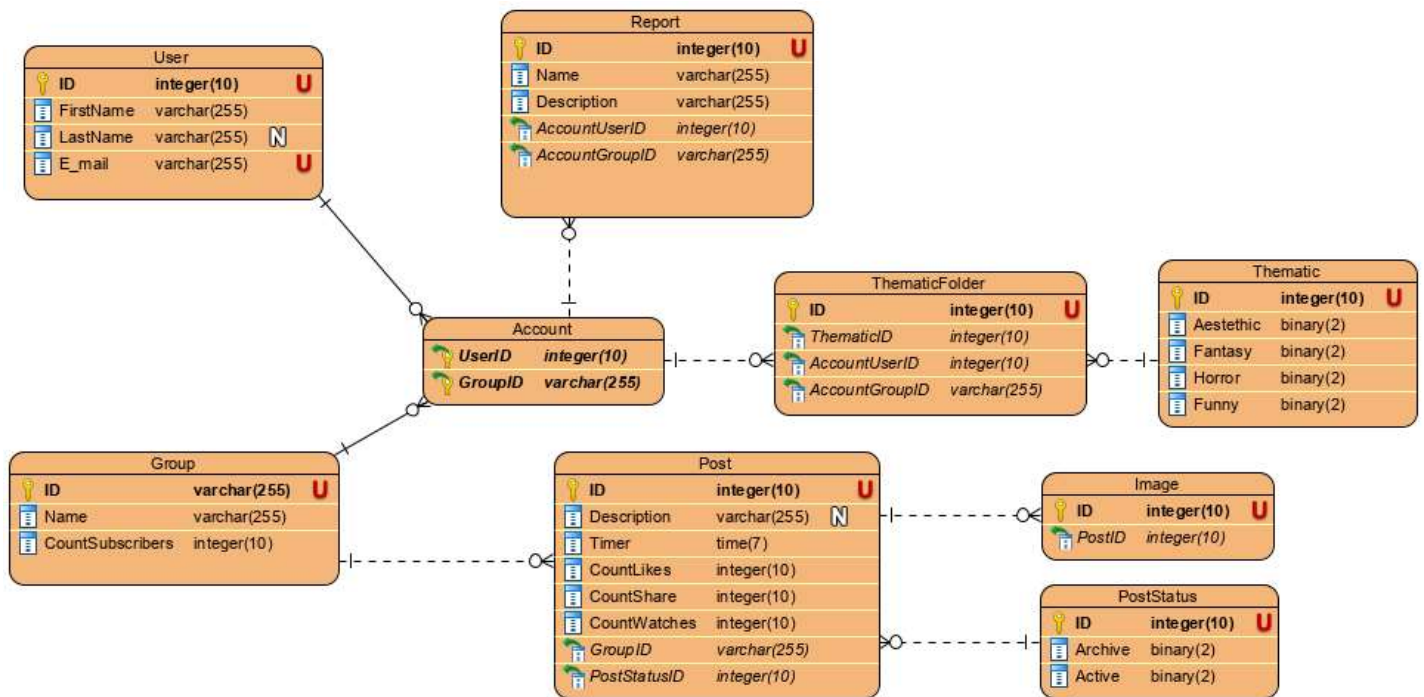 User
ID integer(10) U
FirstName varchar(255)
LastName varchar(255) N
E_mail varchar(255) U
Report
ID integer(10) U
Name varchar(255)
Description varchar(255)
AccountUserID integer(10)
AccountGroupID varchar(255)
Account
UserID integer(10)
GroupID varchar(255)
ThematicFolder
ID integer(10) U
ThematicID integer(10)
AccountUserID integer(10)
AccountGroupID varchar(255)
Thematic
ID integer(10) U
Aestethic binary(2)
Fantasy binary(2)
Horror binary(2)
Funny binary(2)
Group
ID varchar(255) U
Name varchar(255)
CountSubscribers integer(10)
Post
ID integer(10) U
Description varchar(255) N
Timer time(7)
CountLikes integer(10)
CountShare integer(10)
CountWatches integer(10)
GroupID varchar(255)
PostStatusID integer(10)
Image
ID integer(10) U
PostID integer(10)
PostStatus
ID integer(10) U
Archive binary(2)
Active binary(2)